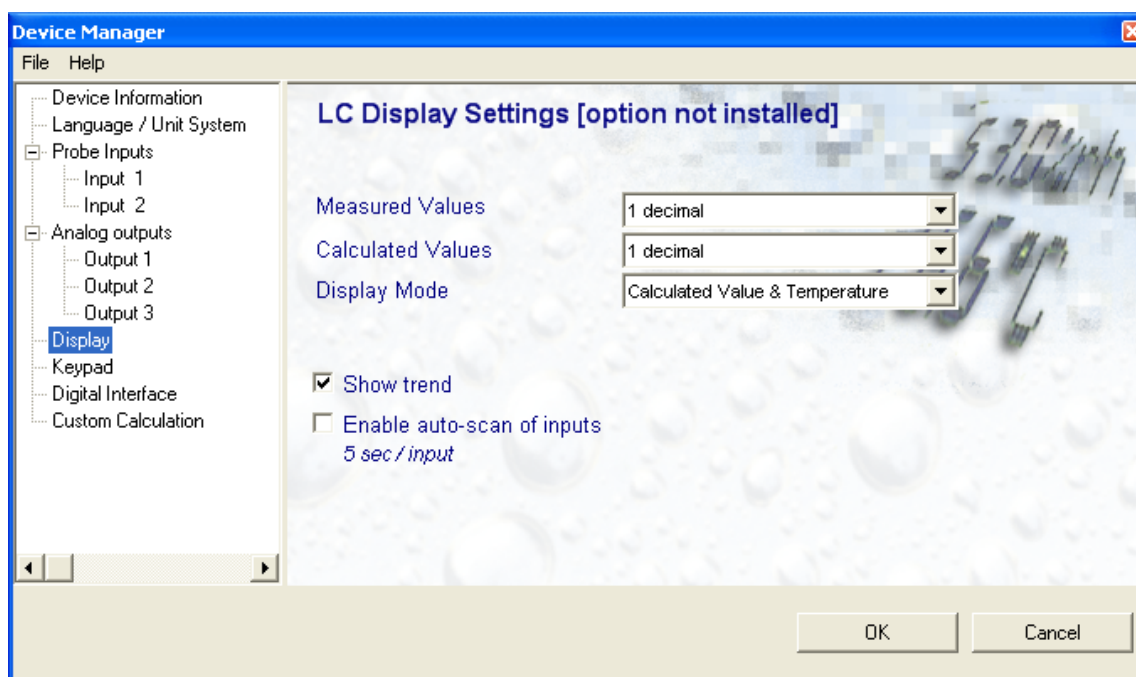 Device Manager
File Help
Device Information
Language / Unit System
Probe Inputs
Input 1
Input 2
Analog outputs
Output 1
Output 2
Output 3
Display
Keypad
Digital Interface
Custom Calculation
LC Display Settings [option not installed]
Measured Values 1 decimal
Calculated Values 1 decimal
Display Mode Calculated Value & Temperature
Show trend
Enable auto-scan of inputs
5 sec / input
OK Cancel